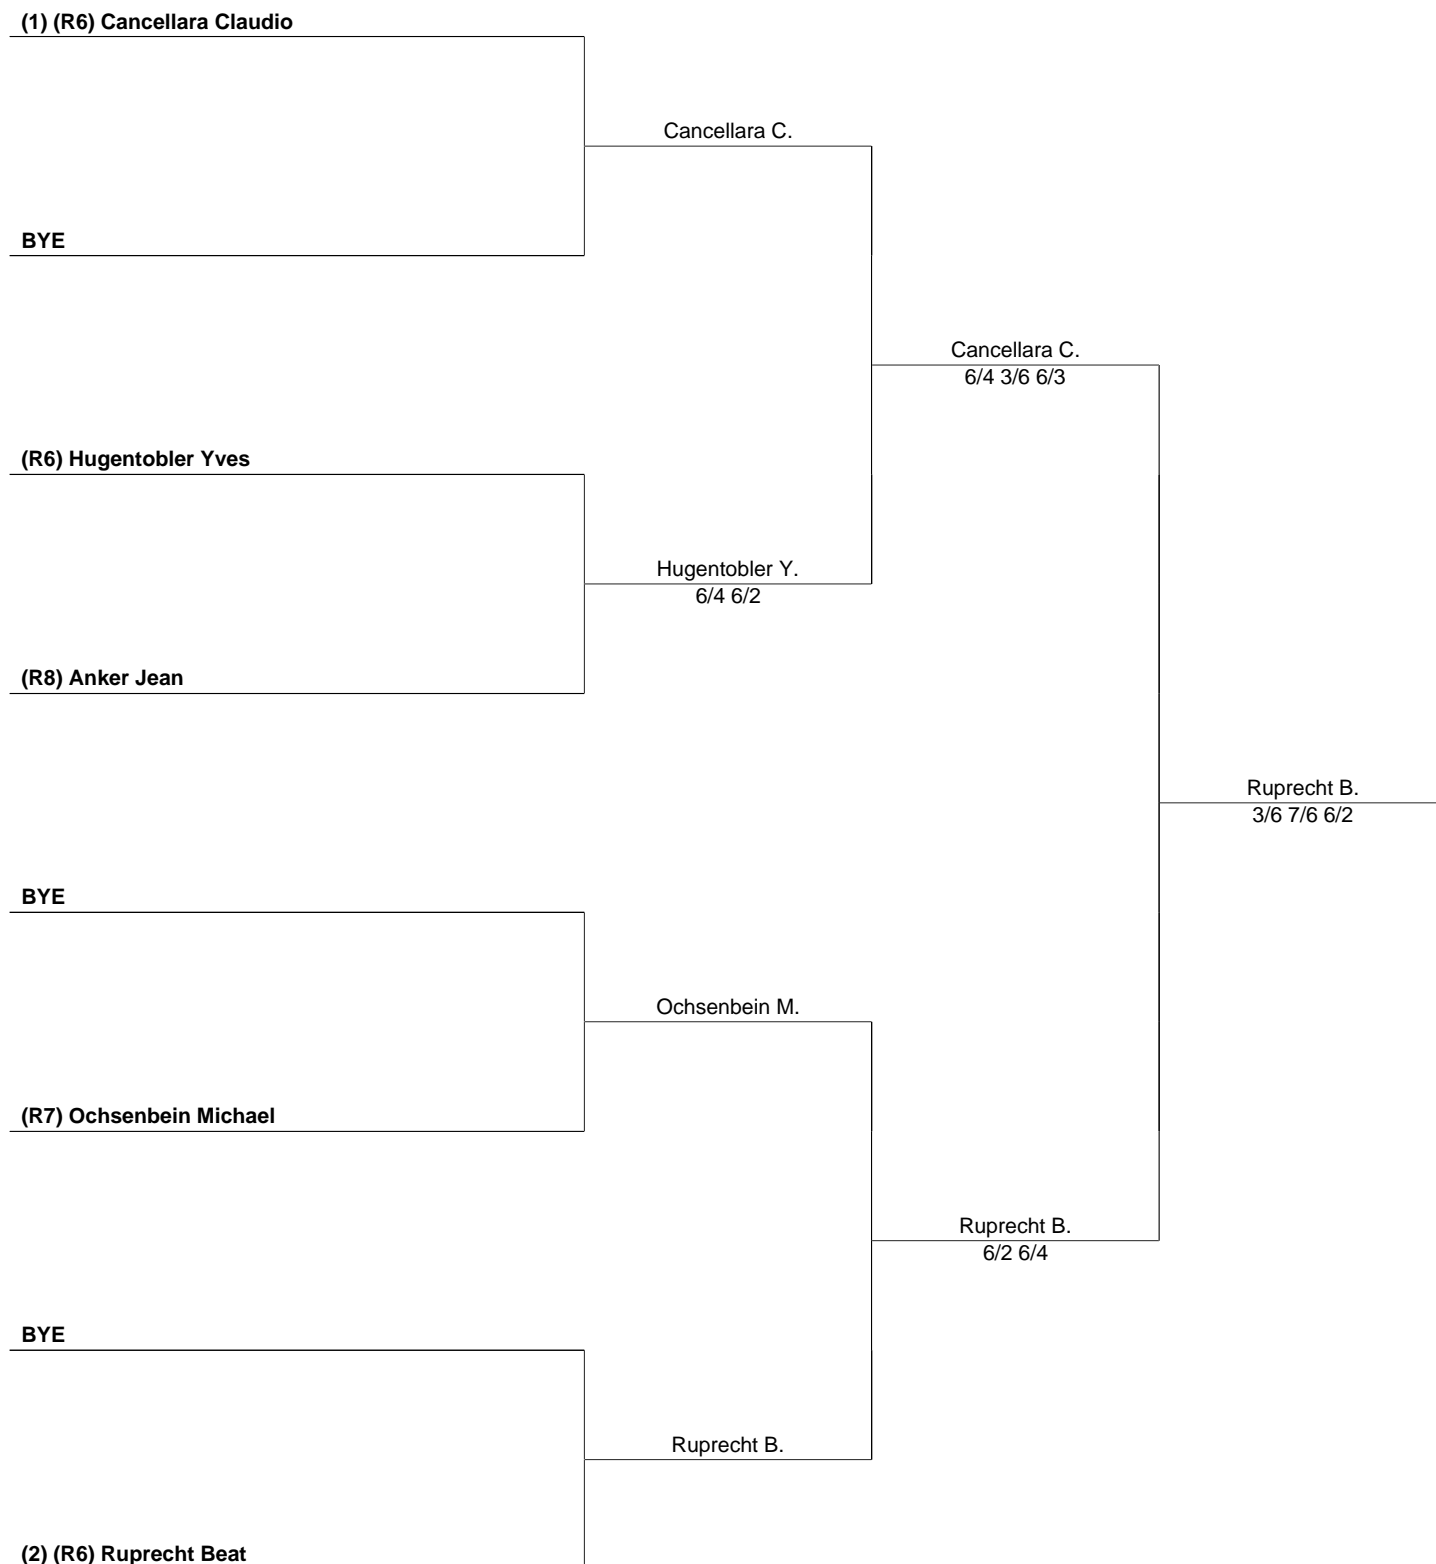 (1) (R6) Cancellara Claudio
Cancellara C.
BYE
Cancellara C.
6/4 3/6 6/3
(R6) Hugentobler Yves
Hugentobler Y.
6/4 6/2
(R8) Anker Jean
Ruprecht B.
3/6 7/6 6/2
BYE
Ochsenbein M.
(R7) Ochsenbein Michael
Ruprecht B.
6/2 6/4
BYE
Ruprecht B.
(2) (R6) Ruprecht Beat